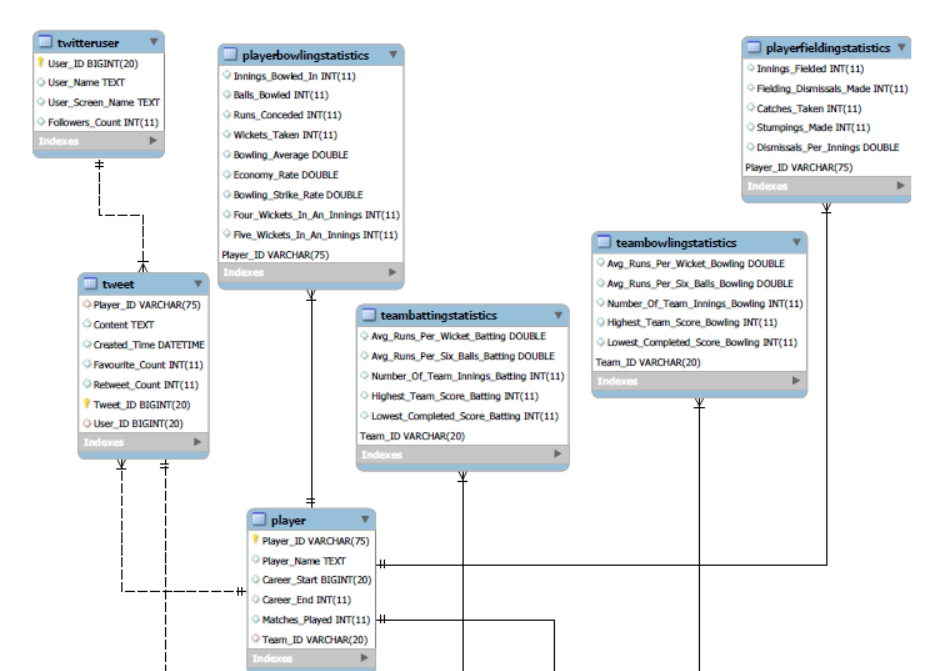 twitteruser
User_ID BIGINT(20)
User_Name TEXT
User_Screen_Name TEXT
Followers_Count INT(11)
Indexes
playerbowlingstatistics
Innings_Bowled_In INT(11)
Balls_Bowled INT(11)
Runs_Conceded INT(11)
Wickets_Taken INT(11)
Bowling_Average DOUBLE
Economy_Rate DOUBLE
Bowling_Strike_Rate DOUBLE
Four_Wickets_In_An_Innings INT(11)
Five_Wickets_In_An_Innings INT(11)
Player_ID VARCHAR(75)
Indexes
playerfieldingstatistics
Innings_Fielded INT(11)
Fielding_Dismissals_Made INT(11)
Catches_Taken INT(11)
Stumpings_Made INT(11)
Dismissals_Per_Innings DOUBLE
Player_ID VARCHAR(75)
Indexes
teambowlingstatistics
Avg_Runs_Per_Wicket_Bowling DOUBLE
Avg_Runs_Per_Six_Balls_Bowling DOUBLE
Number_Of_Team_Innings_Bowling INT(11)
Highest_Team_Score_Bowling INT(11)
Lowest_Completed_Score_Bowling INT(11)
Team_ID VARCHAR(20)
Indexes
tweet
Player_ID VARCHAR(75)
Content TEXT
Created_Time DATETIME
Favourite_Count INT(11)
Retweet_Count INT(11)
Tweet_ID BIGINT(20)
User_ID BIGINT(20)
Indexes
teambattingstatistics
Avg_Runs_Per_Wicket_Batting DOUBLE
Avg_Runs_Per_Six_Balls_Batting DOUBLE
Number_Of_Team_Innings_Batting INT(11)
Highest_Team_Score_Batting INT(11)
Lowest_Completed_Score_Batting INT(11)
Team_ID VARCHAR(20)
Indexes
player
Player_ID VARCHAR(75)
Player_Name TEXT
Career_Start BIGINT(20)
Career_End INT(11)
Matches_Played INT(11)
Team_ID VARCHAR(20)
Indexes